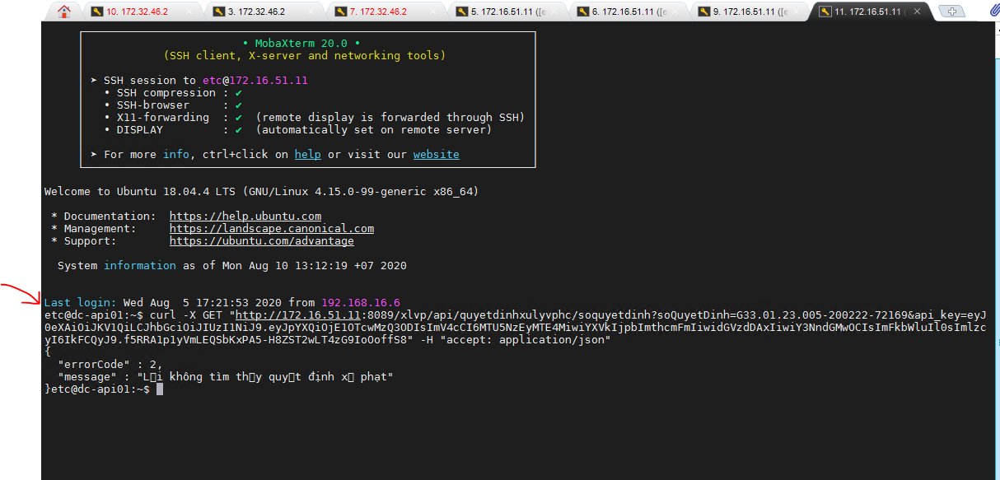 10. 172.32.46.2
3. 172.32.46.2
7. 172.32.46.2
5. 172.16.51.11 ([e
6. 172.16.51.11 ([e
9. 172.16.51.11 ([e
11. 172.16.51.11 (
• MobaXterm 20.0 •
(SSH client, X-server and networking tools)
➤ SSH session to etc@172.16.51.11
• SSH compression : ✔
• SSH-browser : ✔
• X11-forwarding : ✔ (remote display is forwarded through SSH)
• DISPLAY : ✔ (automatically set on remote server)
➤ For more info, ctrl+click on help or visit our website
Welcome to Ubuntu 18.04.4 LTS (GNU/Linux 4.15.0-99-generic x86_64)
* Documentation: https://help.ubuntu.com
* Management: https://landscape.canonical.com
* Support: https://ubuntu.com/advantage
System information as of Mon Aug 10 13:12:19 +07 2020
Last login: Wed Aug 5 17:21:53 2020 from 192.168.16.6
etc@dc-api01:~$ curl -X GET "http://172.16.51.11:8089/xlvp/api/quyetdinhxulyvphc/soquyetdinh?soQuyetDinh=G33.01.23.005-200222-72169&api_key=eyJ
0eXAiOiJKV1QiLCJhbGciOiJIUzI1NiJ9.eyJpYXQiOjE1OTcwMzQ3ODIsImV4cCI6MTU5NzEyMTE4MiwiYXVkIjpbImthcmFmIiwidGVzdDAxIiwiY3NndGMwOCIsImFkbWluIl0sImlzc
yI6IkFCQyJ9.f5RRA1p1yVmLEQSbKxPA5-H8ZST2wLT4zG9IoOoffS8" -H "accept: application/json"
{
"errorCode" : 2,
"message" : "L▯i không tìm th▯y quy▯t định x▯ phạt"
}etc@dc-api01:~$